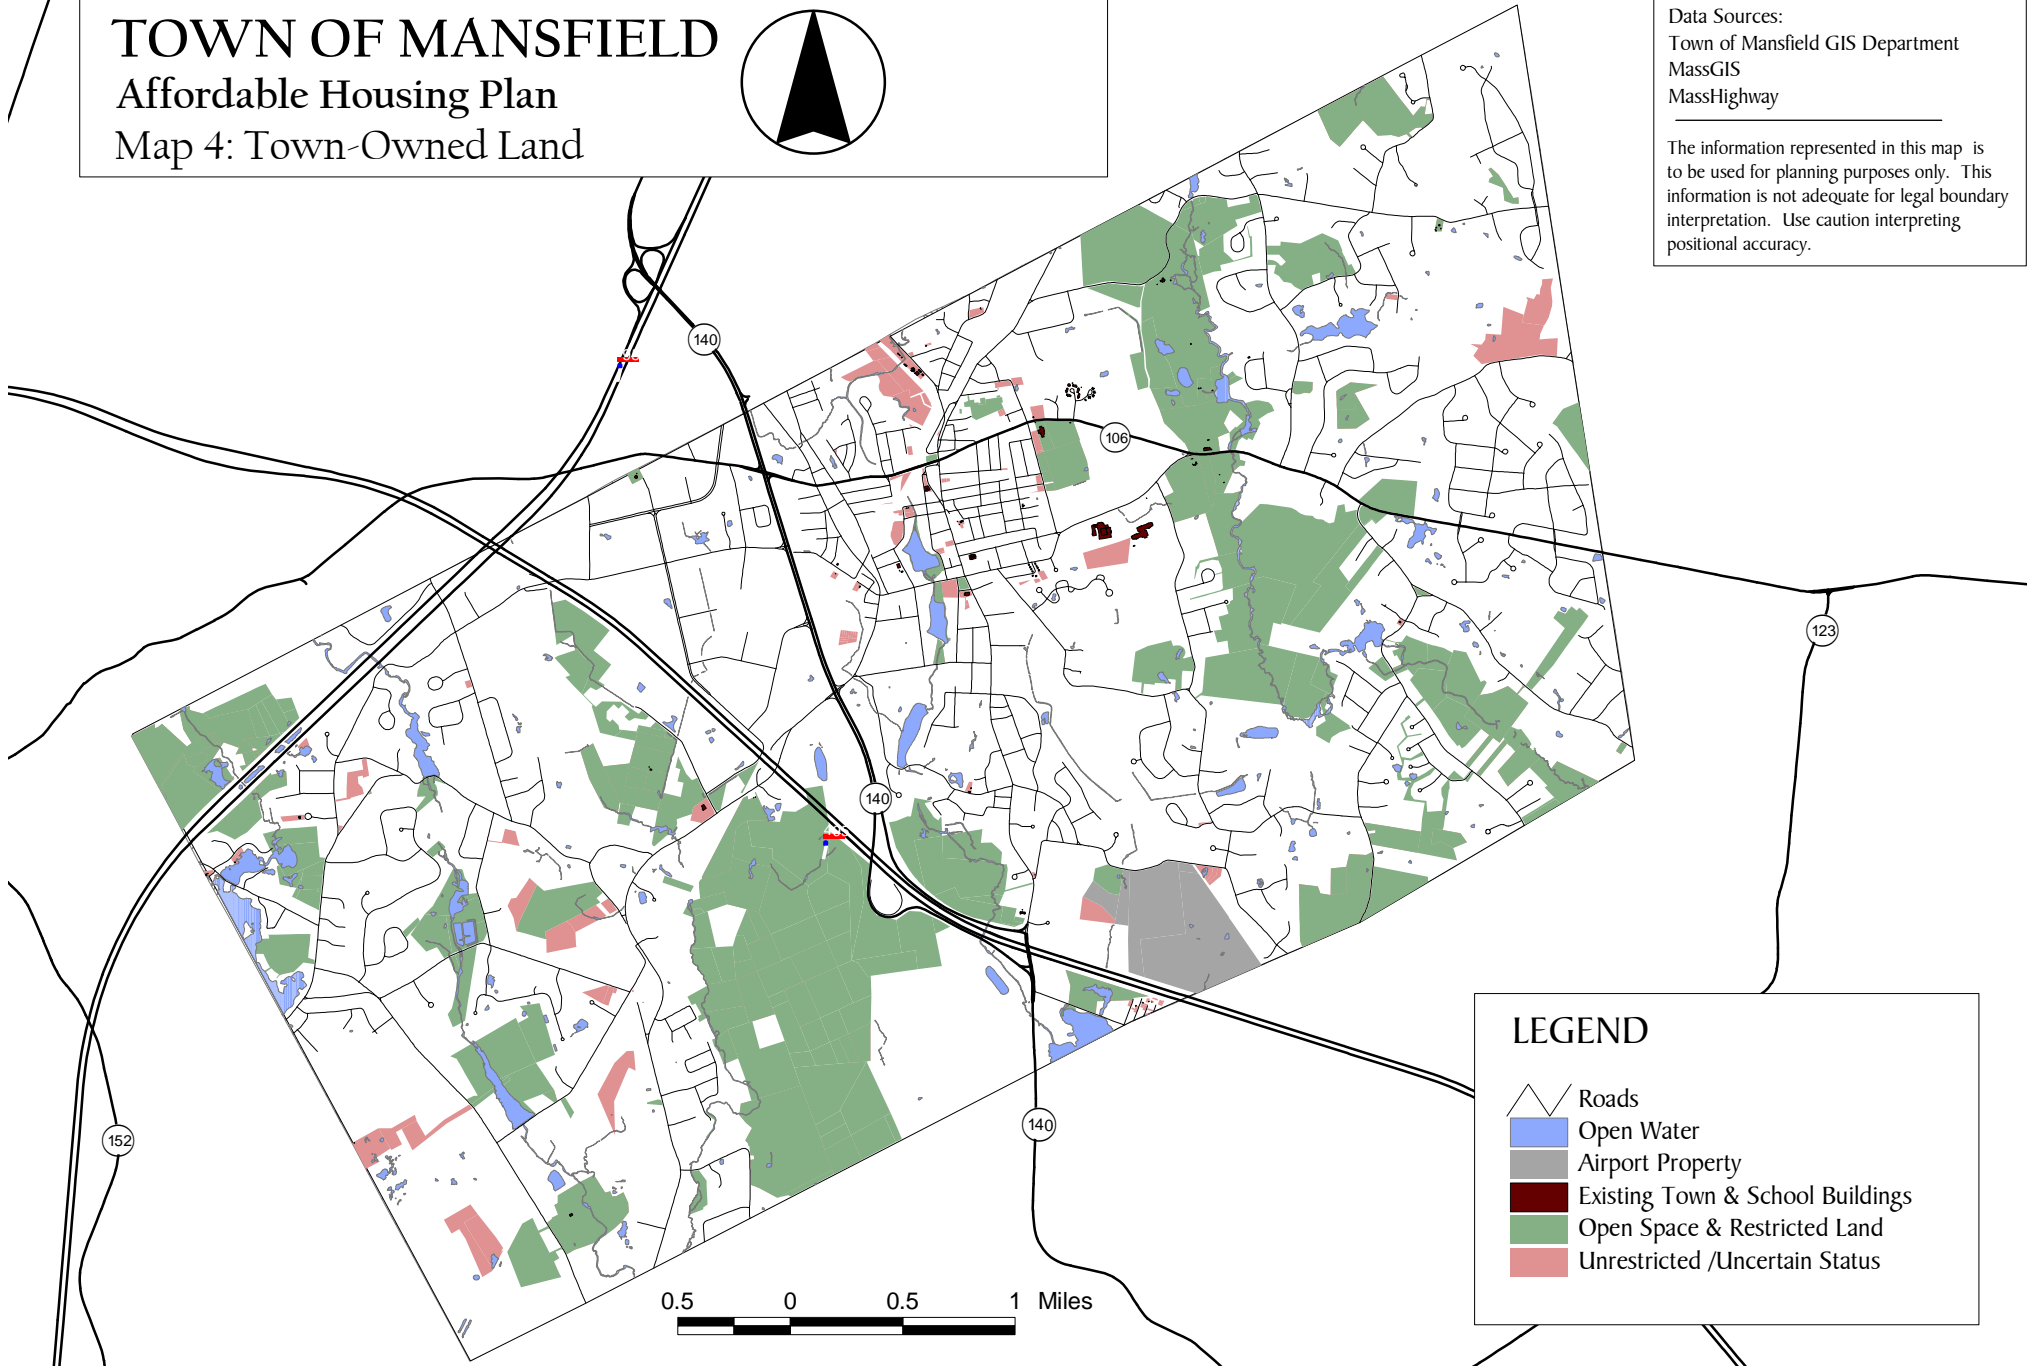 TOWN OF MANSFIELD
Affordable Housing Plan
Map 4: Town-Owned Land
Data Sources:
Town of Mansfield GIS Department
MassGIS
MassHighway
The information represented in this map is
to be used for planning purposes only. This
information is not adequate for legal boundary
interpretation. Use caution interpreting
positional accuracy.
140
106
123
140
140
152
LEGEND
Roads
Open Water
Airport Property
Existing Town & School Buildings
Open Space & Restricted Land
Unrestricted /Uncertain Status
0.5 0 0.5 1 Miles